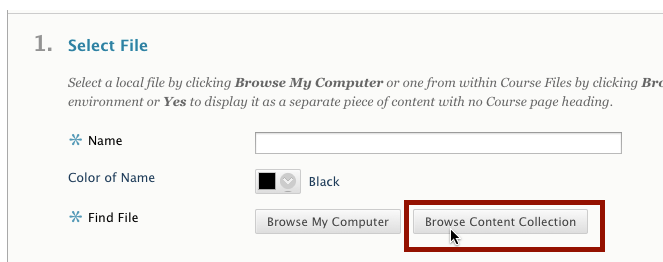 1. Select File
Select a local file by clicking Browse My Computer or one from within Course Files by clicking
environment or Yes to display it as a separate piece of content with no Course page heading.
* Name
Color of Name
Black
* Find File
Browse My Computer
Browse Content Collection